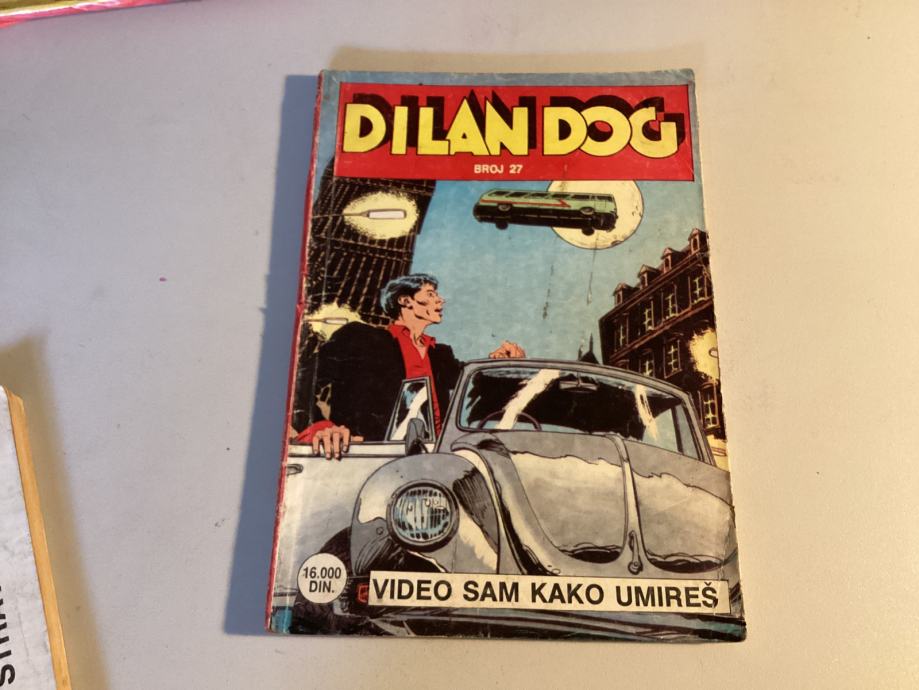 DILAN DOG
BROJ 27
16.000
DIN.
VIDEO SAM KAKO UMIREŠ